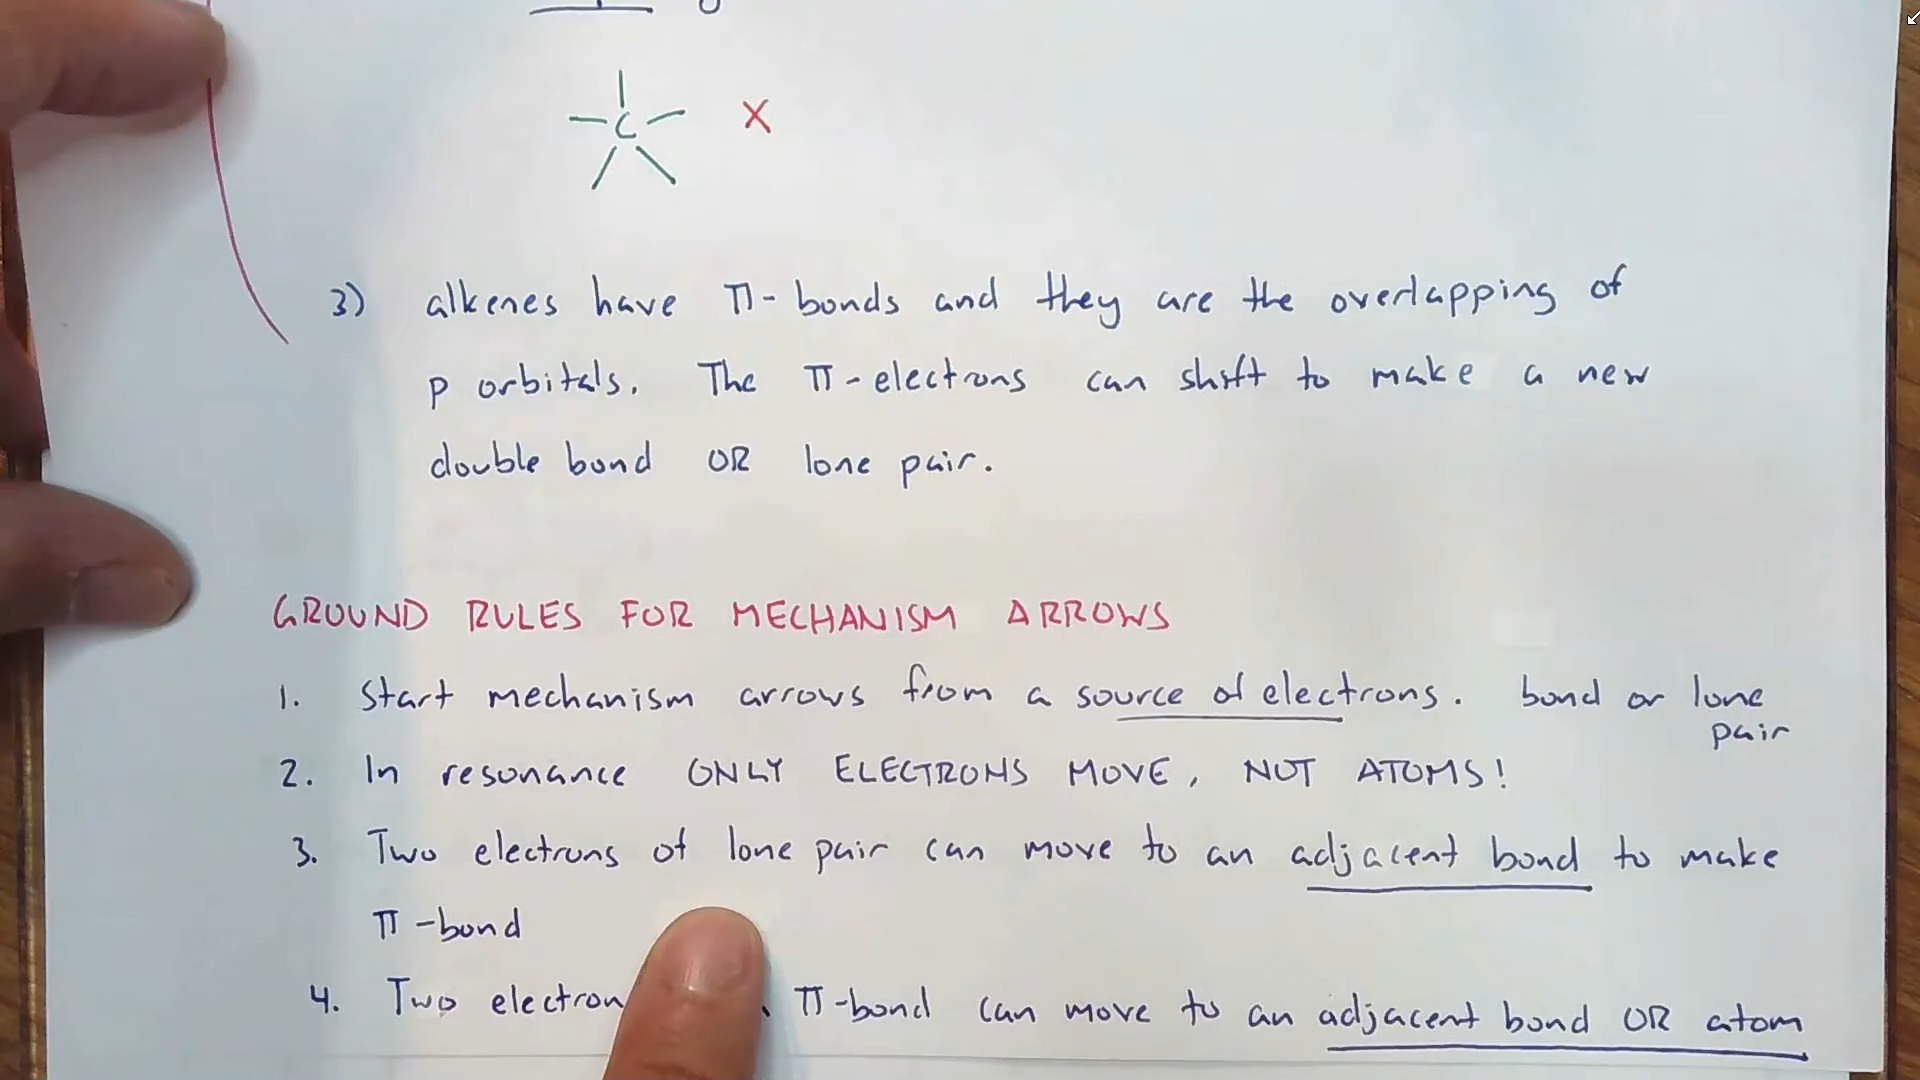 C X
3) alkenes have π-bonds and they are the overlapping of
p orbitals. The π-electrons can shift to make a new
double bond OR lone pair.
GROUND RULES FOR MECHANISM ARROWS
1. Start mechanism arrows from a source of electrons. bond or lone
pair
2. In resonance ONLY ELECTRONS MOVE, NOT ATOMS!
3. Two electrons of lone pair can move to an adjacent bond to make
π-bond
4. Two π-bond can move to an adjacent bond OR atom